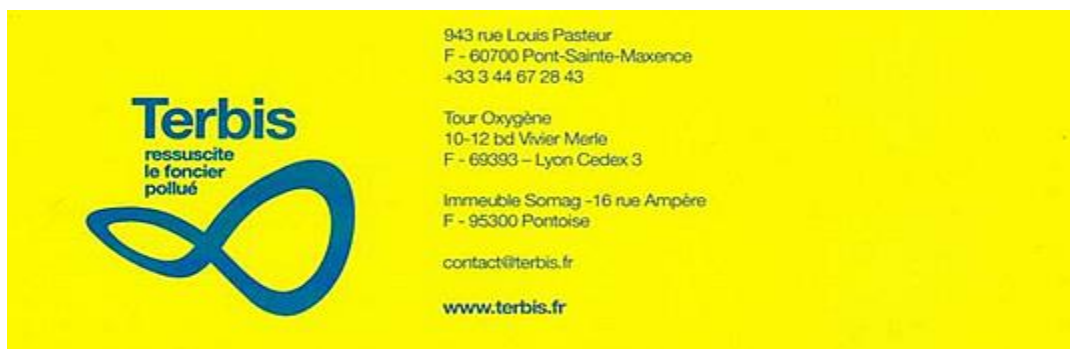 Terbis
ressuscite
le foncier
pollué
943 rue Louis Pasteur
F - 60700 Pont-Sainte-Maxence
+33 3 44 67 28 43
Tour Oxygène
10-12 bd Vivier Merle
F - 69393 – Lyon Cedex 3
Immeuble Somag -16 rue Ampère
F - 95300 Pontoise
contact@terbis.fr
www.terbis.fr